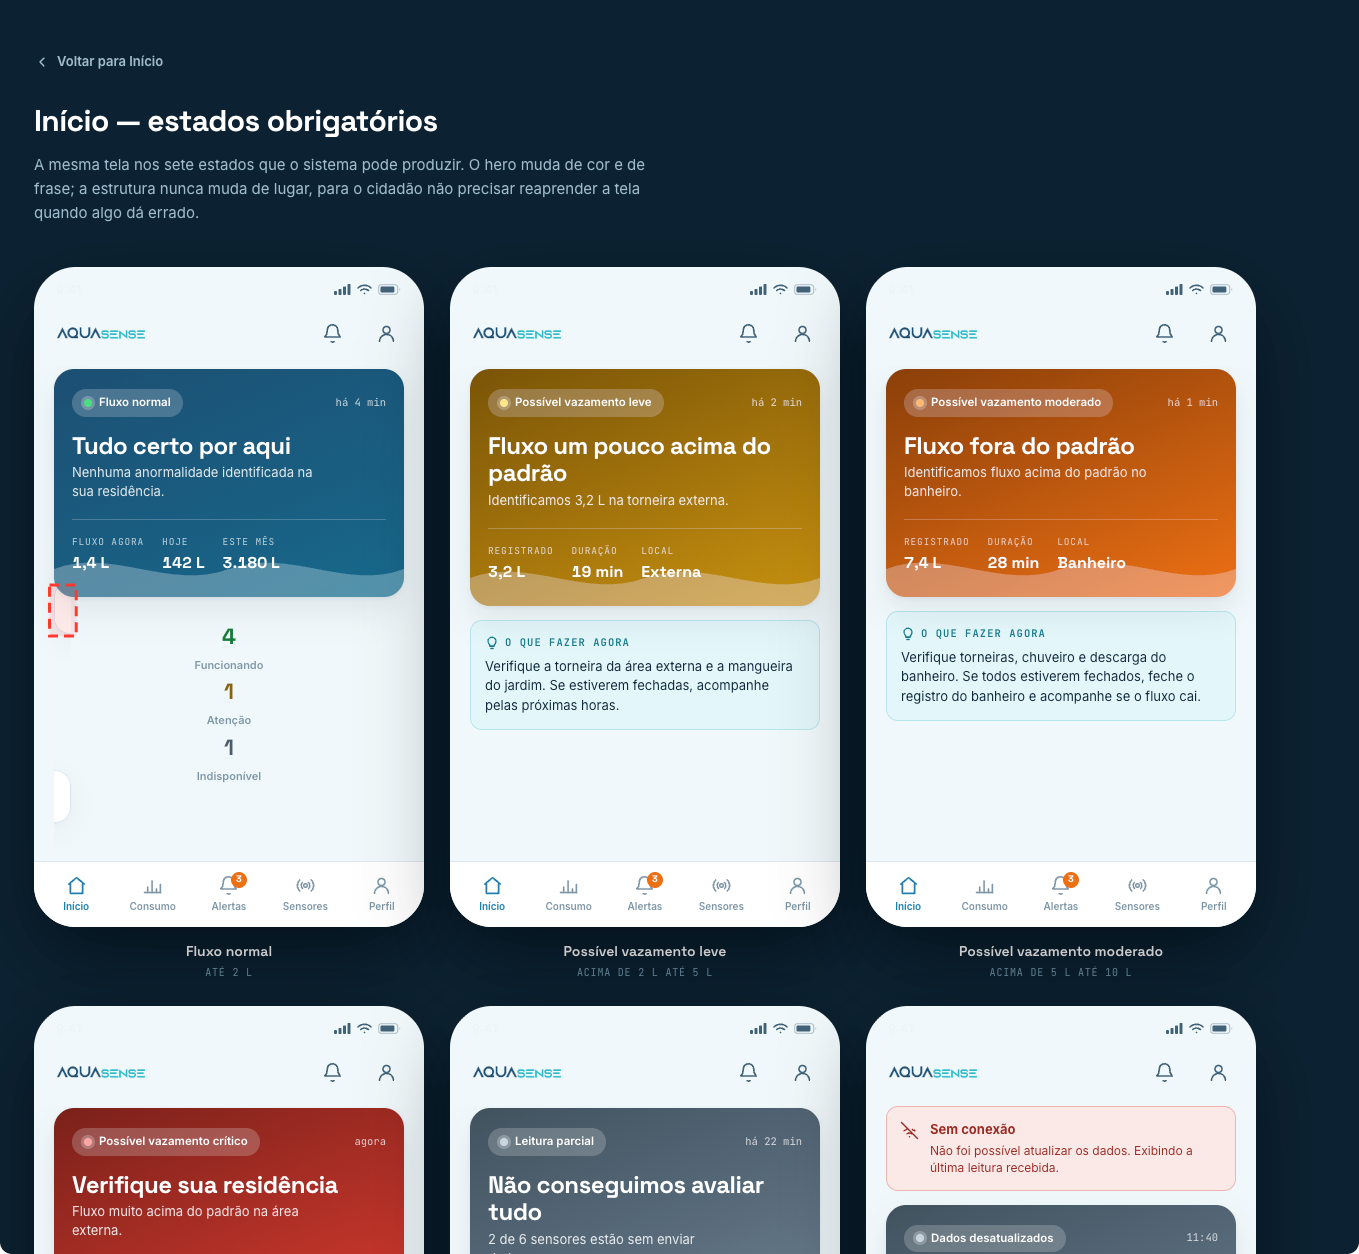 Voltar para Início
Início — estados obrigatórios
A mesma tela nos sete estados que o sistema pode produzir. O hero muda de cor e de
frase; a estrutura nunca muda de lugar, para o cidadão não precisar reaprender a tela
quando algo dá errado.
AQUASENSE
Fluxo normal
há 4 min
Tudo certo por aqui
Nenhuma anormalidade identificada na
sua residência.
FLUXO AGORA HOJE ESTE MÊS
1,4 L 142 L 3.180 L
4
Funcionando
1
Atenção
1
Indisponível
3
Início Consumo Alertas Sensores Perfil
Fluxo normal
ATÉ 2 L
AQUASENSE
Possível vazamento leve
há 2 min
Fluxo um pouco acima do
padrão
Identificamos 3,2 L na torneira externa.
REGISTRADO DURAÇÃO LOCAL
3,2 L 19 min Externa
O QUE FAZER AGORA
Verifique a torneira da área externa e a mangueira
do jardim. Se estiverem fechadas, acompanhe
pelas próximas horas.
3
Início Consumo Alertas Sensores Perfil
Possível vazamento leve
ACIMA DE 2 L ATÉ 5 L
AQUASENSE
Possível vazamento moderado
há 1 min
Fluxo fora do padrão
Identificamos fluxo acima do padrão no
banheiro.
REGISTRADO DURAÇÃO LOCAL
7,4 L 28 min Banheiro
O QUE FAZER AGORA
Verifique torneiras, chuveiro e descarga do
banheiro. Se todos estiverem fechados, feche o
registro do banheiro e acompanhe se o fluxo cai.
3
Início Consumo Alertas Sensores Perfil
Possível vazamento moderado
ACIMA DE 5 L ATÉ 10 L
AQUASENSE
Possível vazamento crítico
agora
Verifique sua residência
Fluxo muito acima do padrão na área
externa.
AQUASENSE
Leitura parcial
há 22 min
Não conseguimos avaliar
tudo
2 de 6 sensores estão sem enviar
AQUASENSE
Sem conexão
Não foi possível atualizar os dados. Exibindo a
última leitura recebida.
Dados desatualizados
11:40